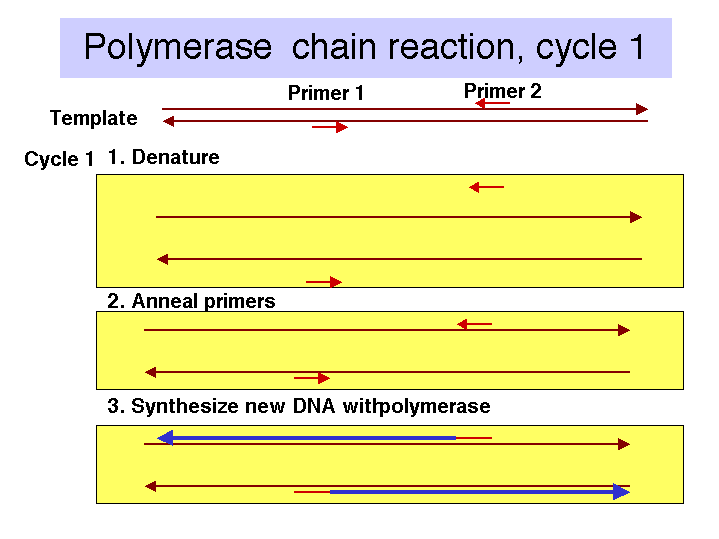 Polymerase chain reaction, cycle 1
Primer 1 Primer 2
Template
Cycle 1 1. Denature
2. Anneal primers
3. Synthesize new DNA withpolymerase